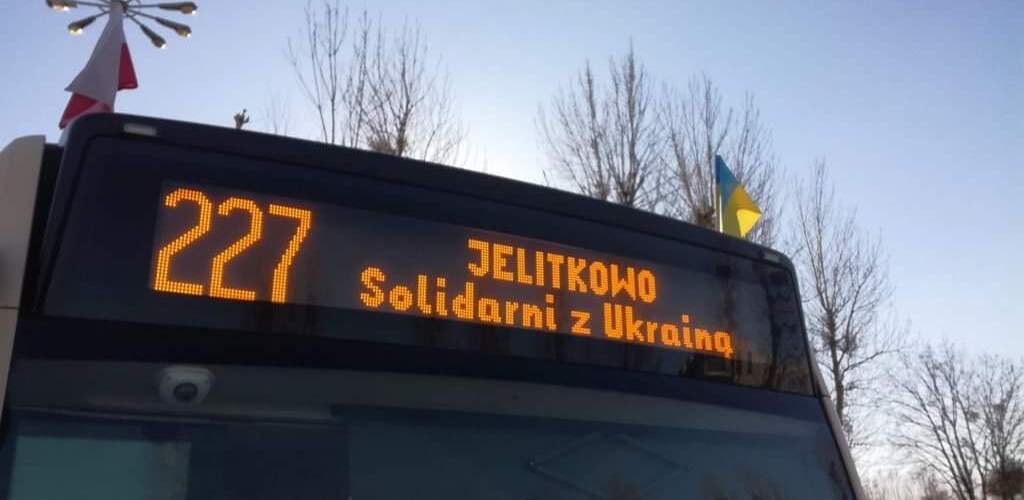 227
JELITKOWO
Solidarni z Ukrainą